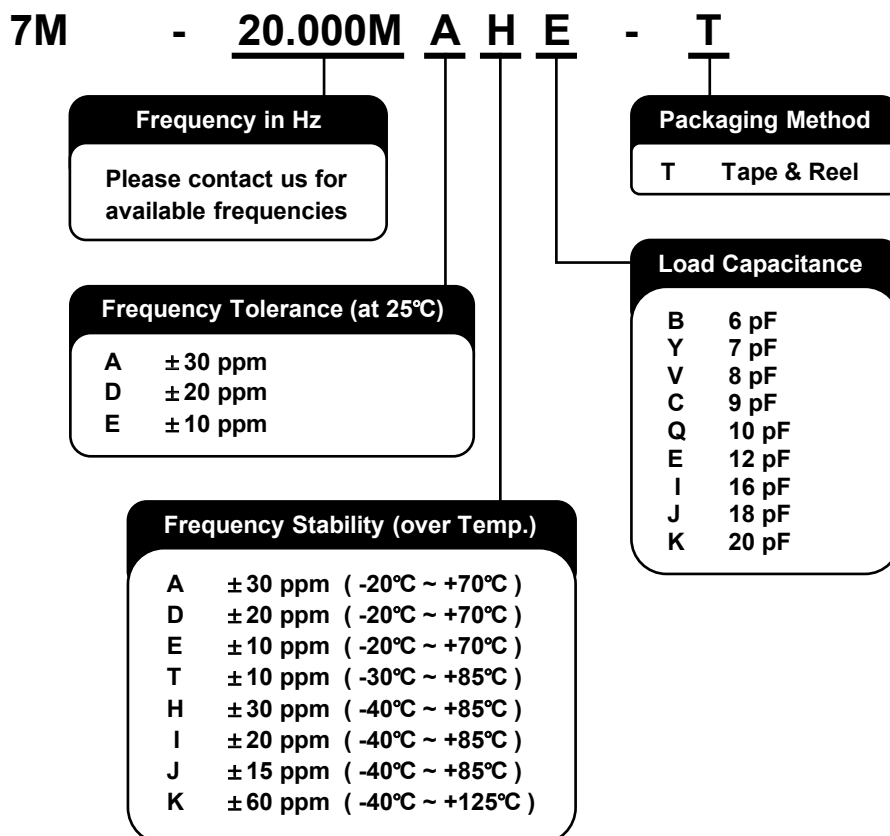 7M - 20.000M A H E - T
Frequency in Hz
Please contact us for
available frequencies
Packaging Method
T Tape & Reel
Load Capacitance
B 6 pF
Y 7 pF
V 8 pF
C 9 pF
Q 10 pF
E 12 pF
I 16 pF
J 18 pF
K 20 pF
Frequency Tolerance (at 25℃)
A ±30 ppm
D ±20 ppm
E ±10 ppm
Frequency Stability (over Temp.)
A ±30 ppm ( -20℃ ~ +70℃ )
D ±20 ppm ( -20℃ ~ +70℃ )
E ±10 ppm ( -20℃ ~ +70℃ )
T ±10 ppm ( -30℃ ~ +85℃ )
H ±30 ppm ( -40℃ ~ +85℃ )
I ±20 ppm ( -40℃ ~ +85℃ )
J ±15 ppm ( -40℃ ~ +85℃ )
K ±60 ppm ( -40℃ ~ +125℃ )